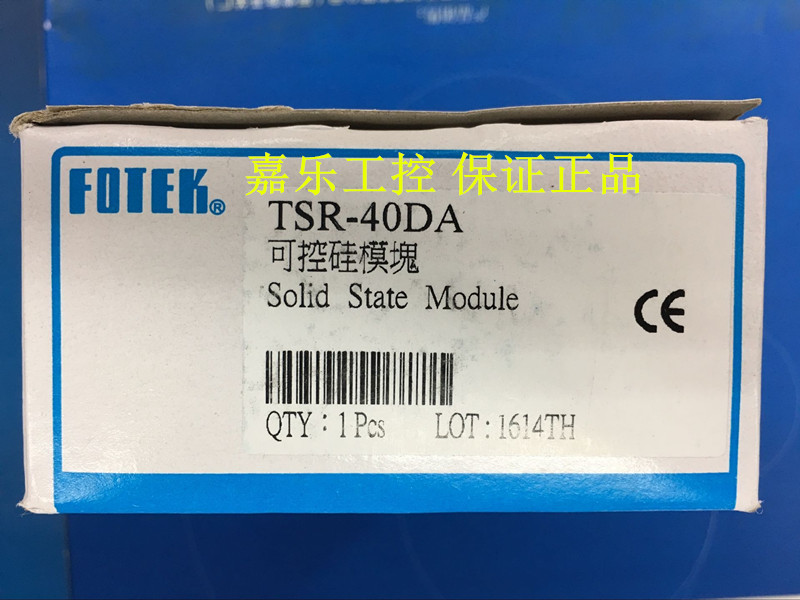 嘉乐工控 保证正品
FOTEK®
TSR-40DA
可控硅模塊
Solid State Module
CE
QTY : 1 Pcs LOT : 1614TH